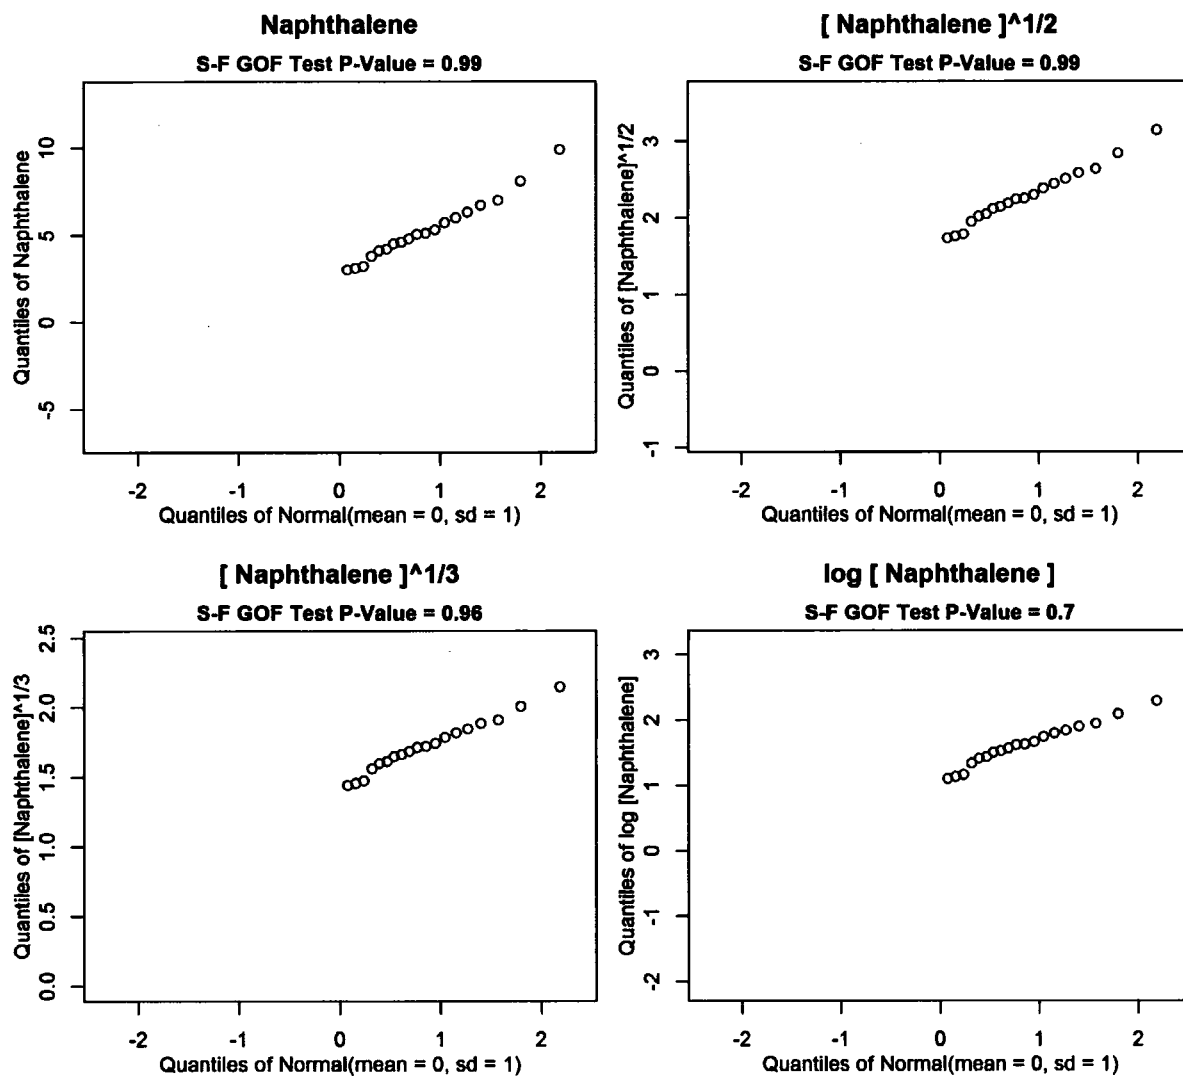 Naphthalene
S-F GOF Test P-Value = 0.99
Quantiles of Naphthalene
10
5
0
-5
-2 -1 0 1 2
Quantiles of Normal(mean = 0, sd = 1)
[ Naphthalene ]^1/2
S-F GOF Test P-Value = 0.99
Quantiles of [Naphthalene]^1/2
3
2
1
0
-1
-2 -1 0 1 2
Quantiles of Normal(mean = 0, sd = 1)
[ Naphthalene ]^1/3
S-F GOF Test P-Value = 0.96
Quantiles of [Naphthalene]^1/3
2.5
2.0
1.5
1.0
0.5
0.0
-2 -1 0 1 2
Quantiles of Normal(mean = 0, sd = 1)
log [ Naphthalene ]
S-F GOF Test P-Value = 0.7
Quantiles of log [Naphthalene]
3
2
1
0
-1
-2
-2 -1 0 1 2
Quantiles of Normal(mean = 0, sd = 1)